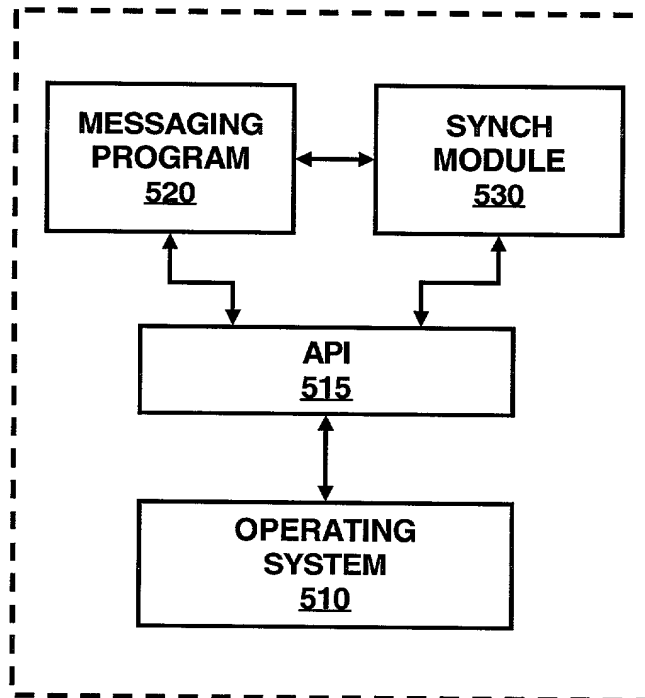 MESSAGING
PROGRAM
520
SYNCH
MODULE
530
API
515
OPERATING
SYSTEM
510